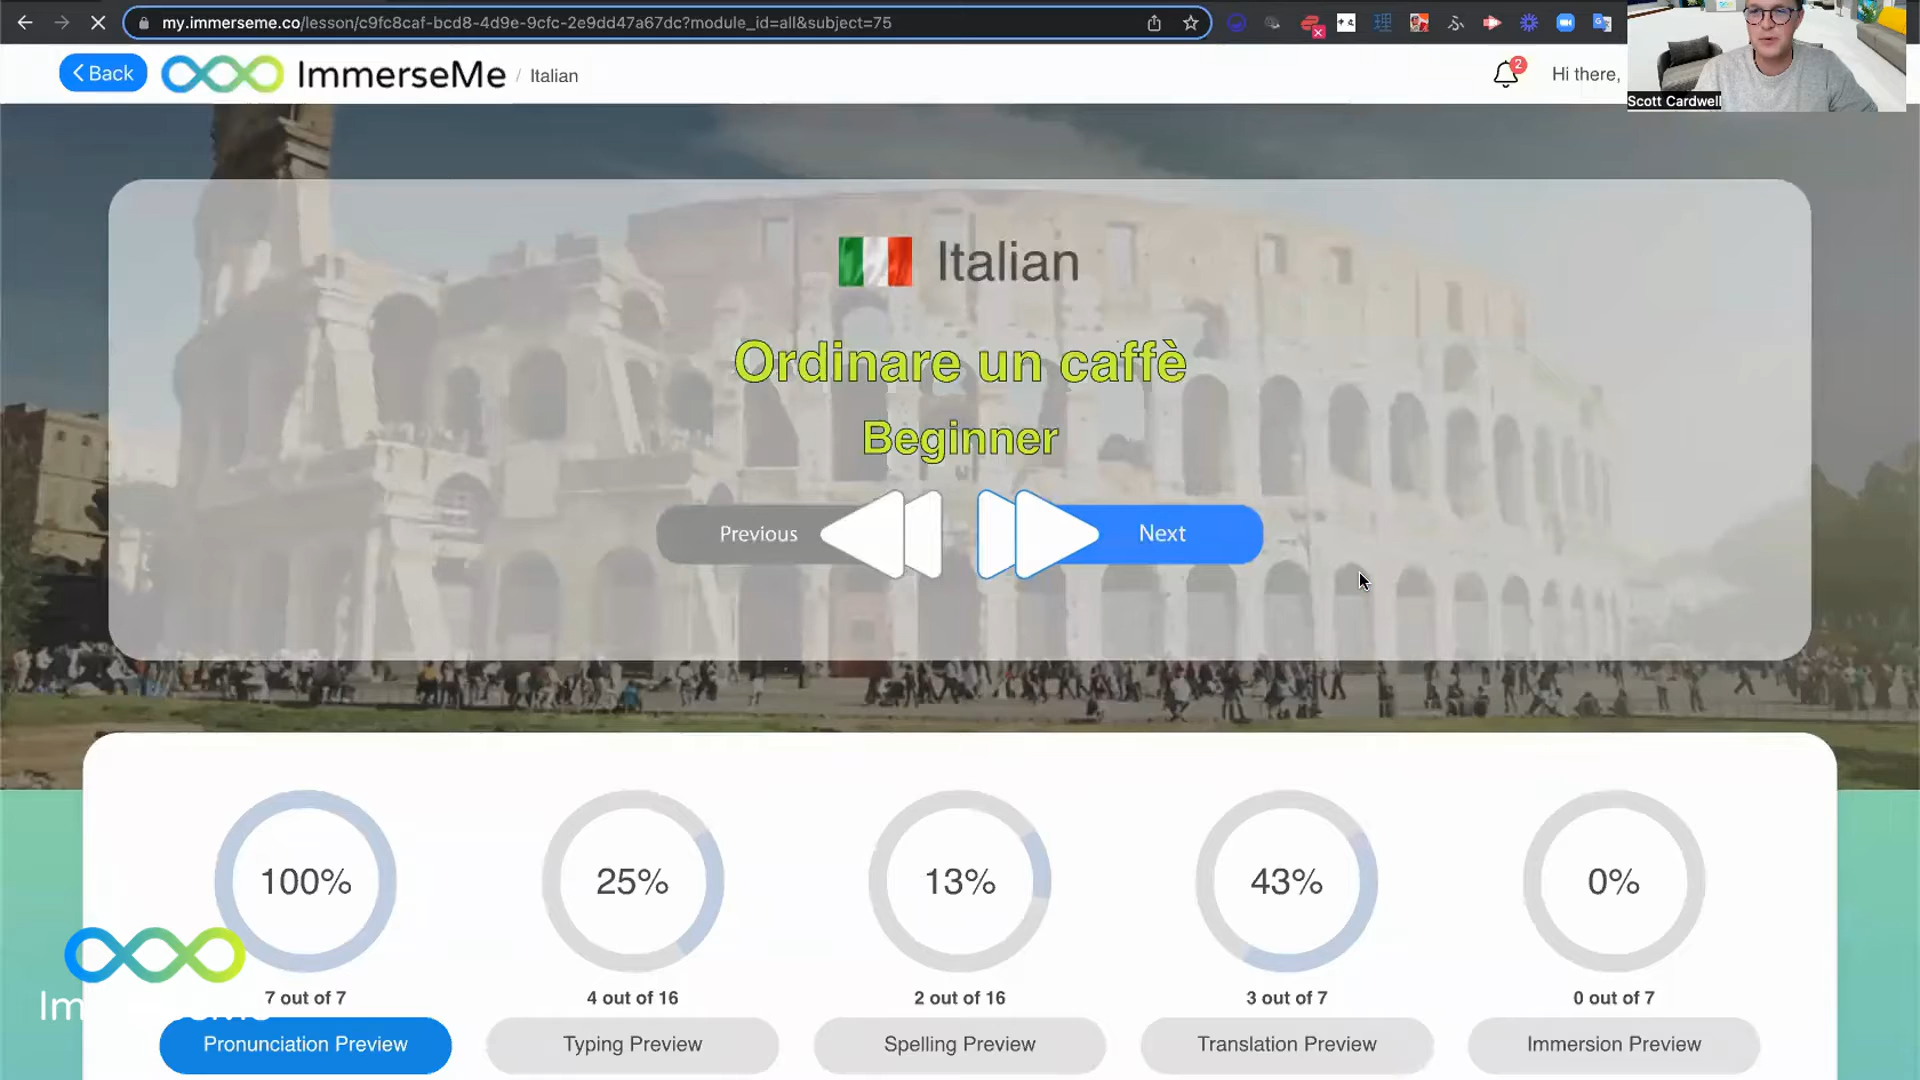 my.immerseme.co/lesson/c9fc8caf-bcd8-4d9e-9cfc-2e9dd47a67dc?module_id=all&subject=75
Back
ImmerseMe / Italian
2
Hi there,
Scott Cardwell
Italian
Ordinare un caffè
Beginner
Previous
Next
100%
25%
13%
43%
0%
7 out of 7
4 out of 16
2 out of 16
3 out of 7
0 out of 7
Pronunciation Preview
Typing Preview
Spelling Preview
Translation Preview
Immersion Preview